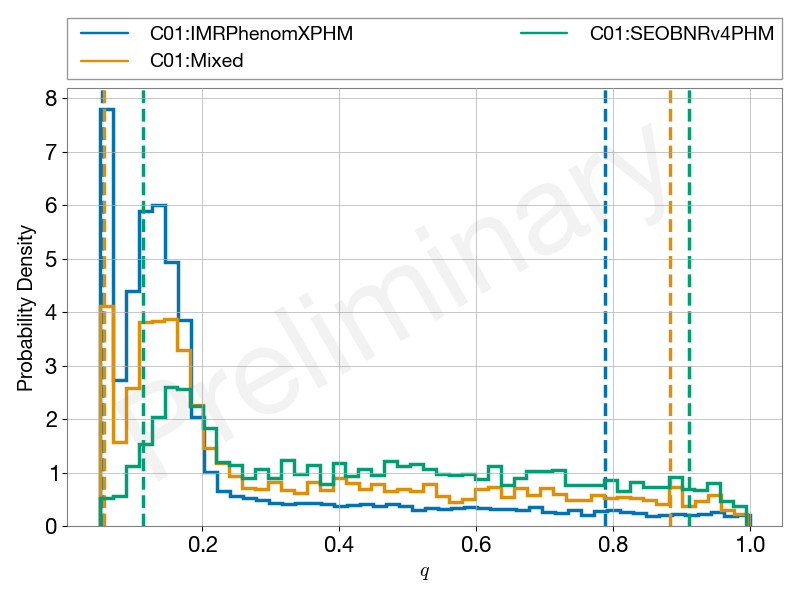 C01:IMRPhenomXPHM
C01:Mixed
C01:SEOBNRv4PHM
Preliminary
Probability Density
8
7
6
5
4
3
2
1
0
0.2
0.4
0.6
0.8
1.0
q